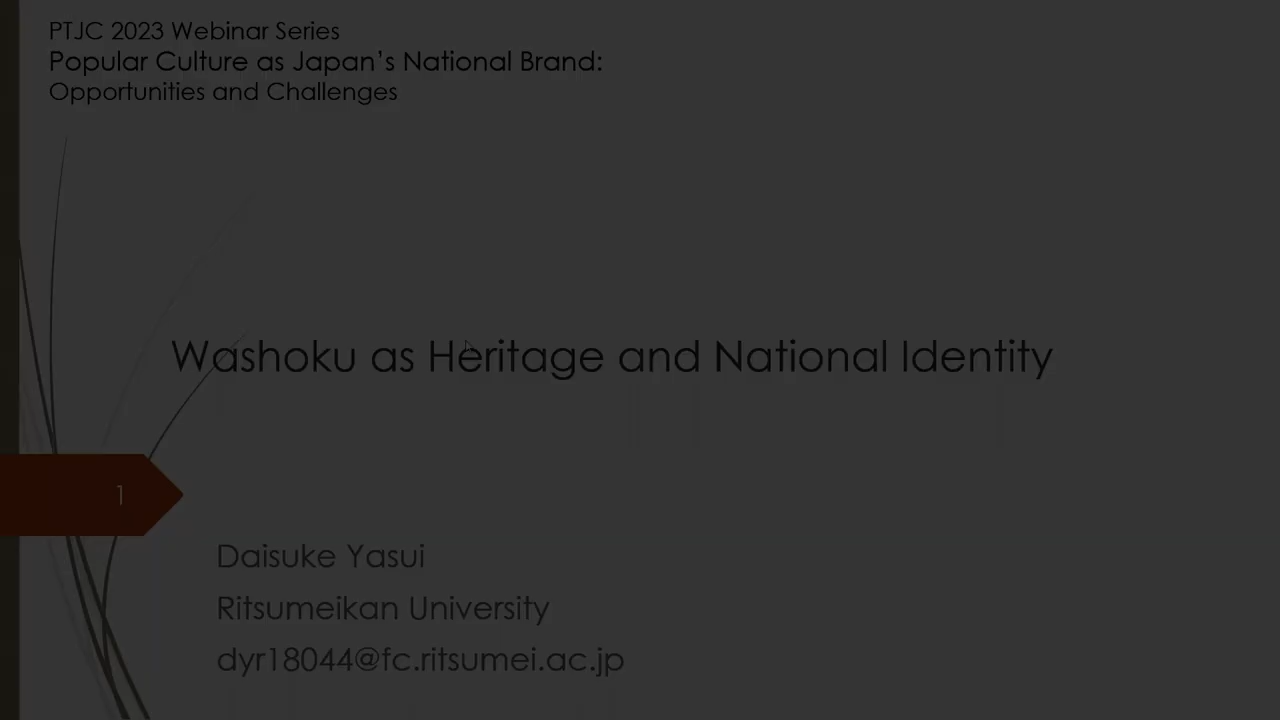 PTJC 2023 Webinar Series
Popular Culture as Japan’s National Brand:
Opportunities and Challenges
Washoku as Heritage and National Identity
1
Daisuke Yasui
Ritsumeikan University
dyr18044@fc.ritsumei.ac.jp